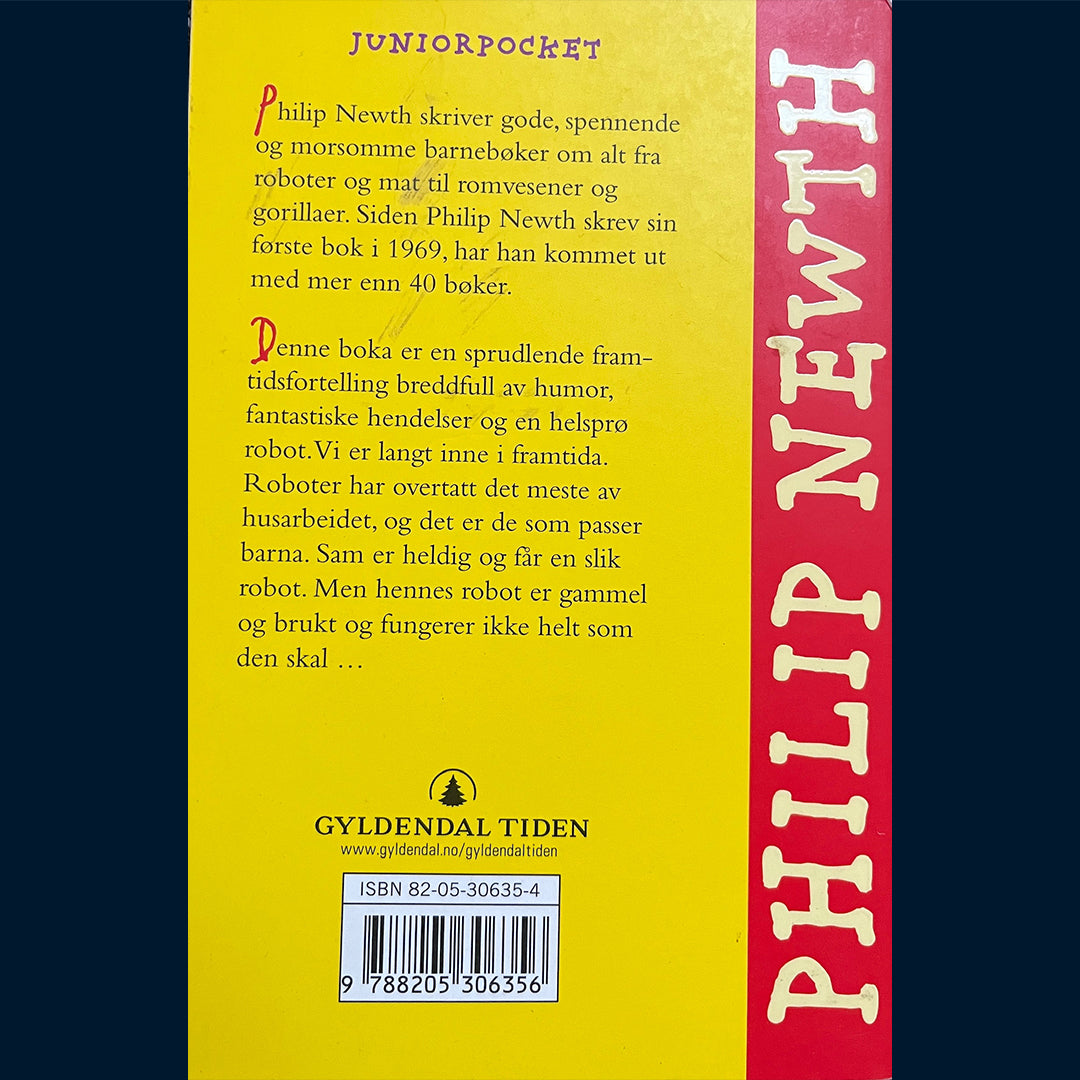 JUNIORPOCKET
Philip Newth skriver gode, spennende
og morsomme barnebøker om alt fra
roboter og mat til romvesener og
gorillaer. Siden Philip Newth skrev sin
første bok i 1969, har han kommet ut
med mer enn 40 bøker.
Denne boka er en sprudlende fram-
tidsfortelling breddfull av humor,
fantastiske hendelser og en helsprø
robot. Vi er langt inne i framtida.
Roboter har overtatt det meste av
husarbeidet, og det er de som passer
barna. Sam er heldig og får en slik
robot. Men hennes robot er gammel
og brukt og fungerer ikke helt som
den skal …
GYLDENDAL TIDEN
www.gyldendal.no/gyldendaltiden
ISBN 82-05-30635-4
9 788205 306356
PHILIP NEWTH